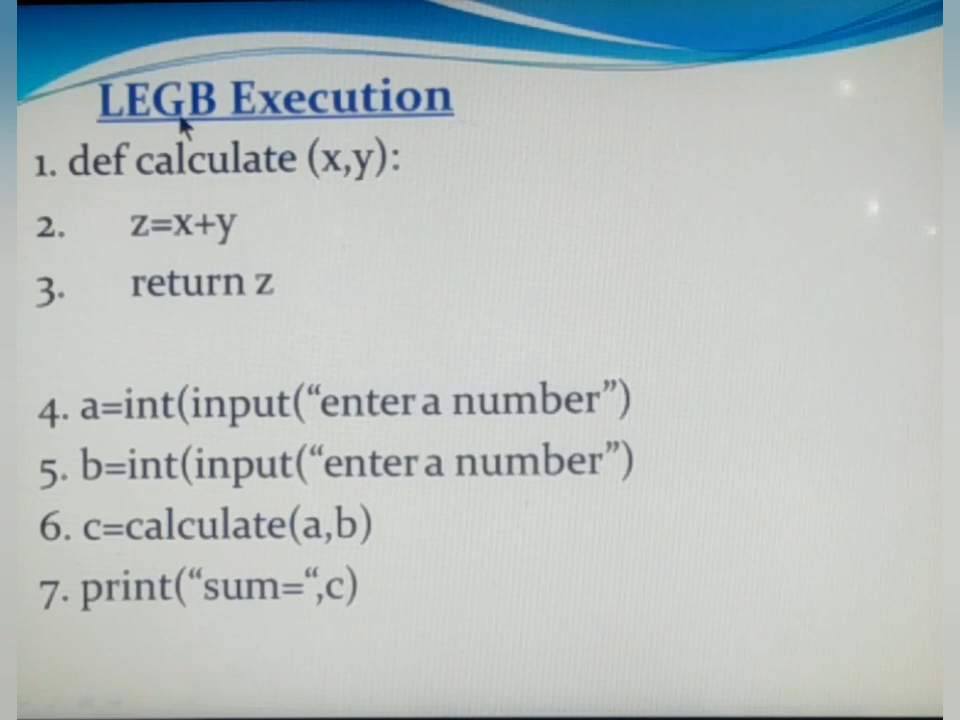 LEGB Execution
1. def calculate (x,y):
2. z=x+y
3. return z
4. a=int(input(“enter a number”)
5. b=int(input(“enter a number”)
6. c=calculate(a,b)
7. print(“sum=“,c)